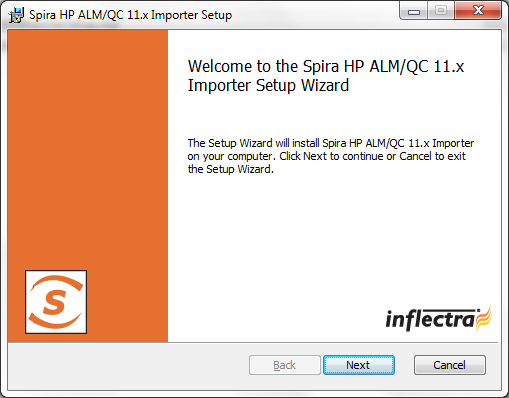 Spira HP ALM/QC 11.x Importer Setup
Welcome to the Spira HP ALM/QC 11.x
Importer Setup Wizard
The Setup Wizard will install Spira HP ALM/QC 11.x Importer
on your computer. Click Next to continue or Cancel to exit
the Setup Wizard.
S
inflectra
Back
Next
Cancel